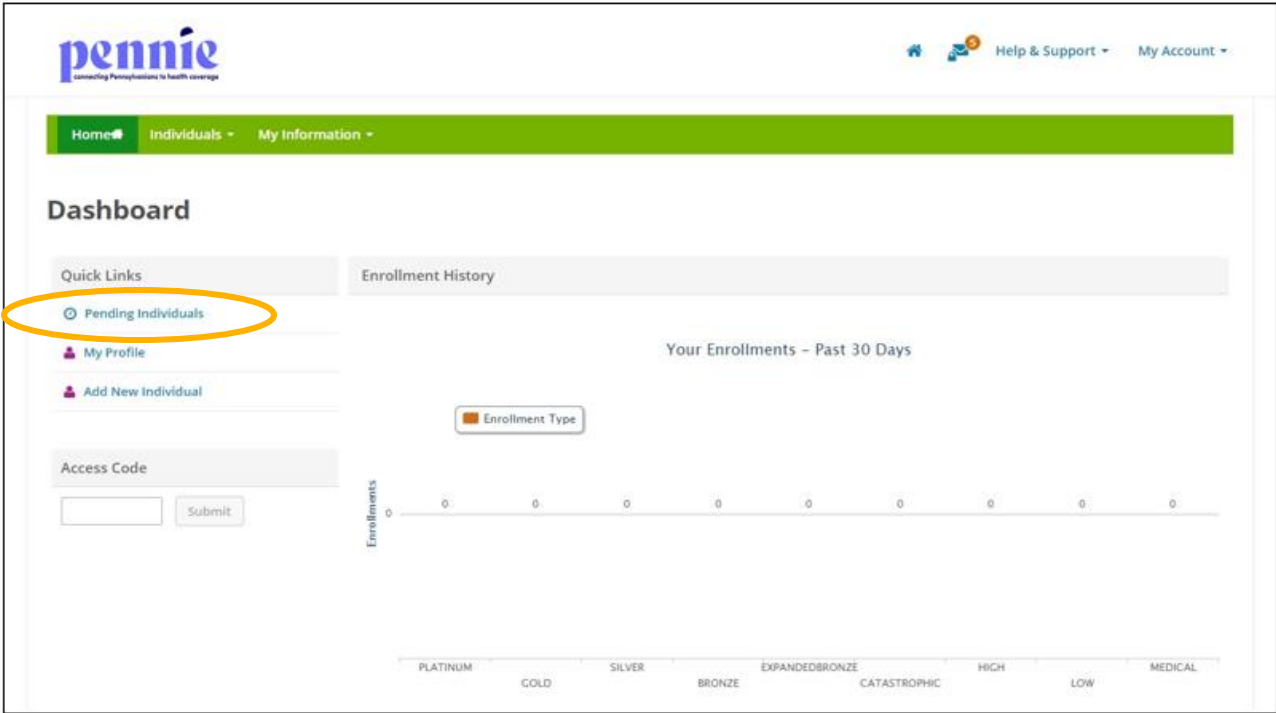 pennie
connecting Pennsylvanians to health coverage
5
Help & Support
My Account
Home
Individuals
My Information
Dashboard
Quick Links
Pending Individuals
My Profile
Add New Individual
Access Code
Submit
Enrollment History
Your Enrollments – Past 30 Days
Enrollment Type
Enrollments
0
0 0 0 0 0 0 0 0 0
PLATINUM SILVER EXPANDEDBRONZE HIGH MEDICAL
GOLD BRONZE CATASTROPHIC LOW